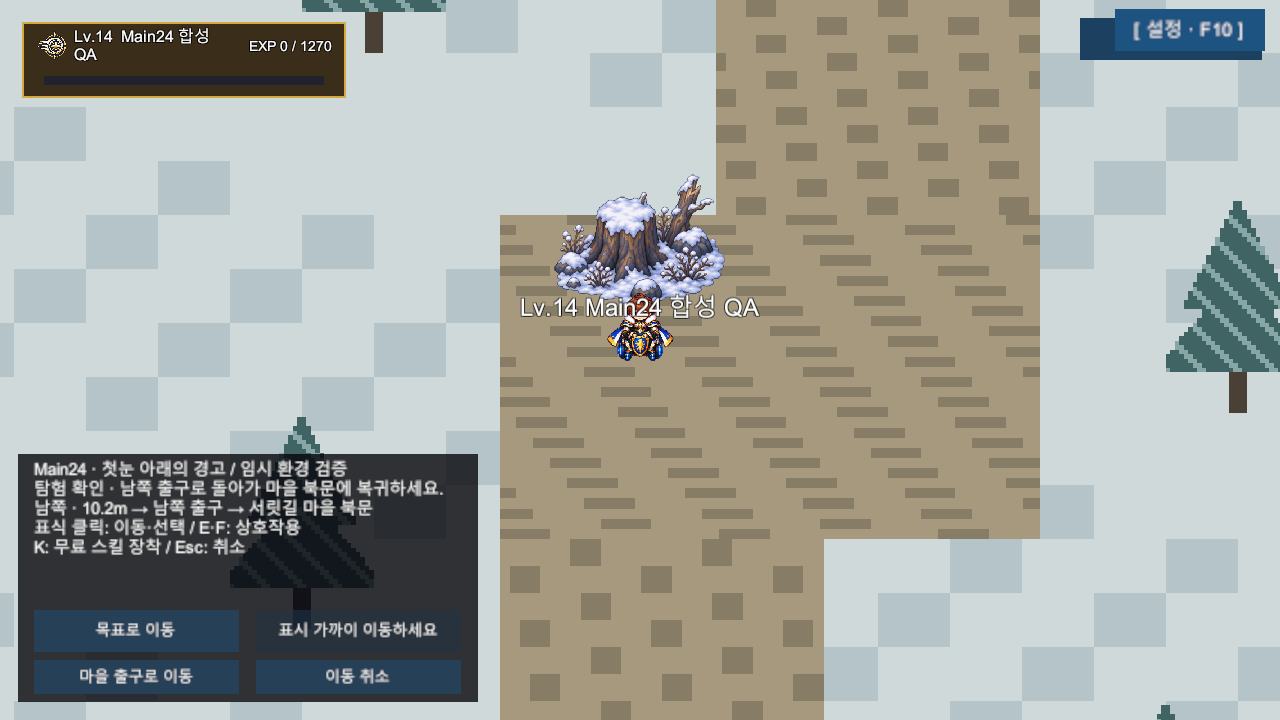 Lv.14 Main24 합성
QA
EXP 0 / 1270
[ 설정 · F10 ]
Lv.14 Main24 합성 QA
Main24 · 첫눈 아래의 경고 / 임시 환경 검증
탐험 확인 · 남쪽 출구로 돌아가 마을 북문에 복귀하세요.
남쪽 · 10.2m → 남쪽 출구 → 서릿길 마을 북문
표식 클릭: 이동·선택 / E·F: 상호작용
K: 무료 스킬 장착 / Esc: 취소
목표로 이동
표시 가까이 이동하세요
마을 출구로 이동
이동 취소